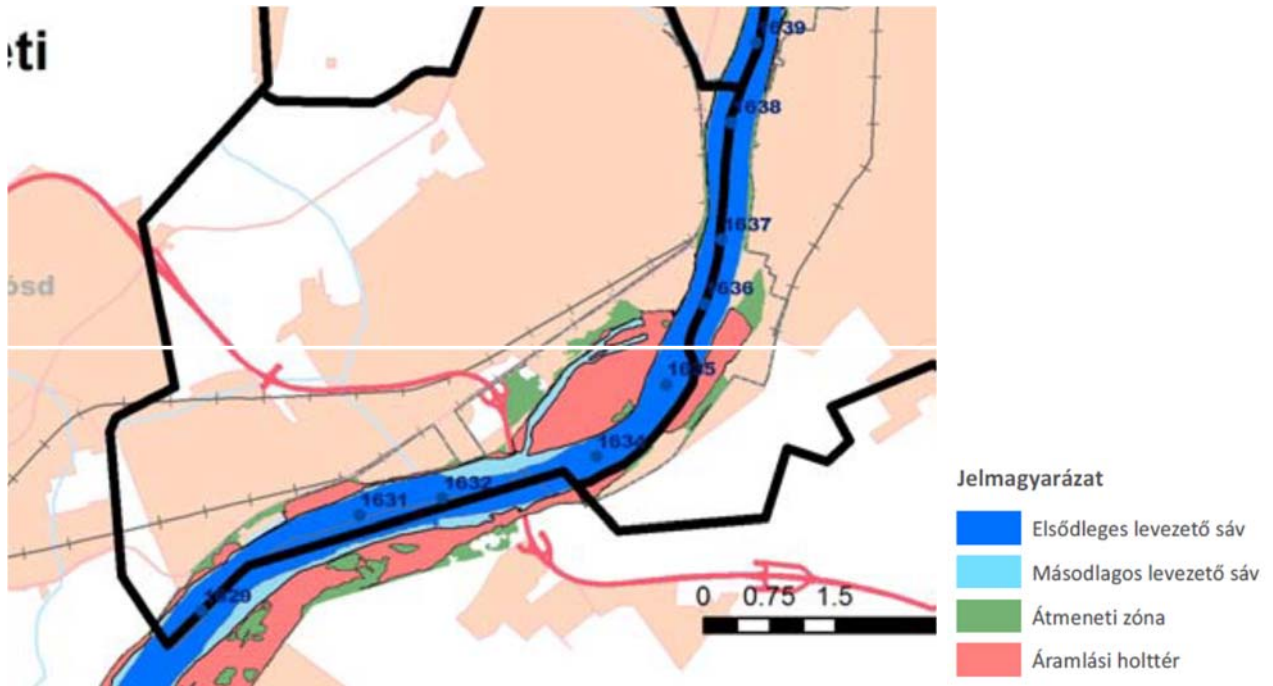 eti
1639
1638
1637
ósd
1636
1635
1634
1632
1631
1629
0 0.75 1.5
Jelmagyarázat
Elsődleges levezető sáv
Másodlagos levezető sáv
Átmeneti zóna
Áramlási holttér